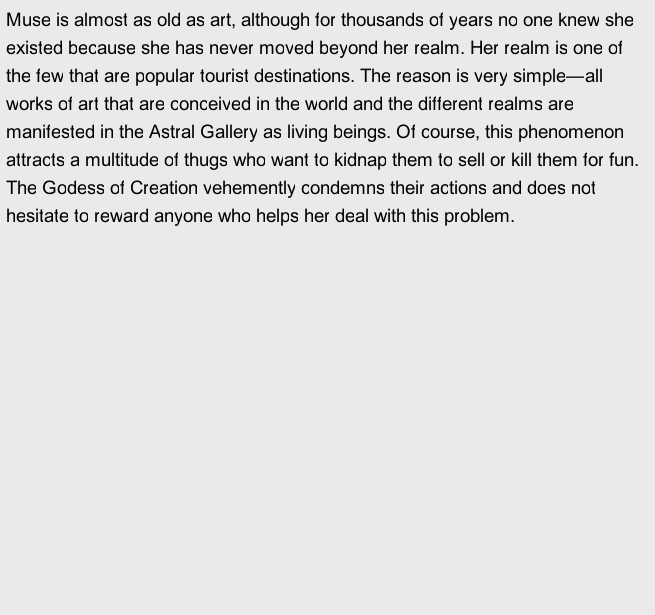 Muse is almost as old as art, although for thousands of years no one knew she
existed because she has never moved beyond her realm. Her realm is one of
the few that are popular tourist destinations. The reason is very simple—all
works of art that are conceived in the world and the different realms are
manifested in the Astral Gallery as living beings. Of course, this phenomenon
attracts a multitude of thugs who want to kidnap them to sell or kill them for fun.
The Godess of Creation vehemently condemns their actions and does not
hesitate to reward anyone who helps her deal with this problem.